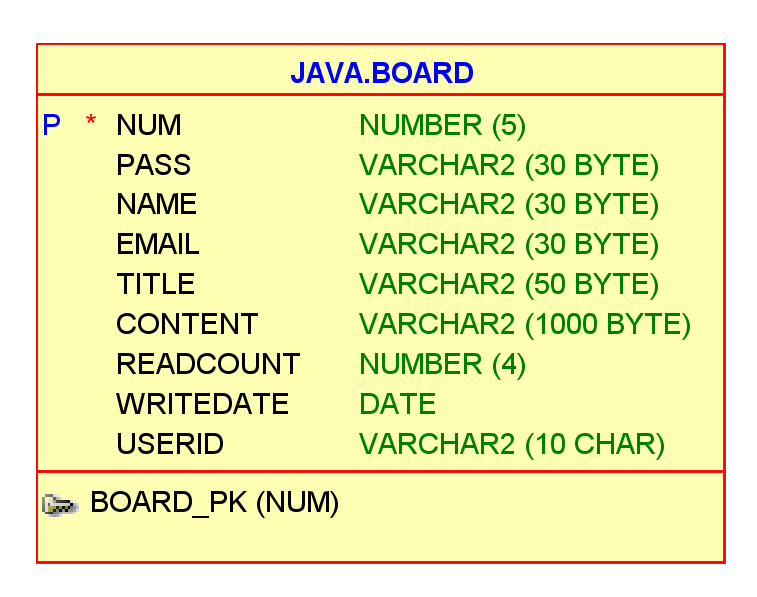 JAVA.BOARD
P * NUM NUMBER (5)
PASS VARCHAR2 (30 BYTE)
NAME VARCHAR2 (30 BYTE)
EMAIL VARCHAR2 (30 BYTE)
TITLE VARCHAR2 (50 BYTE)
CONTENT VARCHAR2 (1000 BYTE)
READCOUNT NUMBER (4)
WRITEDATE DATE
USERID VARCHAR2 (10 CHAR)
BOARD_PK (NUM)